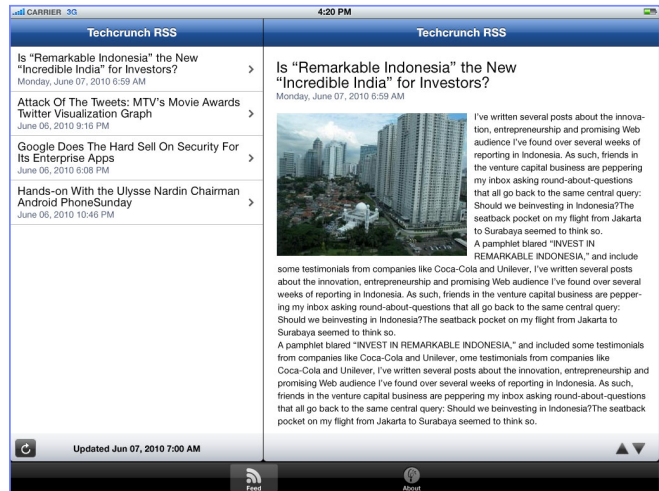 CARRIER 3G
4:20 PM
Techcrunch RSS
Is “Remarkable Indonesia” the New
“Incredible India” for Investors?
Monday, June 07, 2010 6:59 AM
Attack Of The Tweets: MTV's Movie Awards
Twitter Visualization Graph
June 06, 2010 9:16 PM
Google Does The Hard Sell On Security For
Its Enterprise Apps
June 06, 2010 6:08 PM
Hands-on With the Ulysse Nardin Chairman
Android PhoneSunday
June 06, 2010 10:46 PM
Updated Jun 07, 2010 7:00 AM
Techcrunch RSS
Is “Remarkable Indonesia” the New
“Incredible India” for Investors?
Monday, June 07, 2010 6:59 AM
I've written several posts about the innova-
tion, entrepreneurship and promising Web
audience I've found over several weeks of
reporting in Indonesia. As such, friends in
the venture capital business are peppering
my inbox asking round-about-questions
that all go back to the same central query:
Should we beinvesting in Indonesia?The
seatback pocket on my flight from Jakarta
to Surabaya seemed to think so.
A pamphlet blared “INVEST IN
REMARKABLE INDONESIA,” and include
some testimonials from companies like Coca-Cola and Unilever, I've written several posts
about the innovation, entrepreneurship and promising Web audience I've found over several
weeks of reporting in Indonesia. As such, friends in the venture capital business are pepper-
ing my inbox asking round-about-questions that all go back to the same central query:
Should we beinvesting in Indonesia?The seatback pocket on my flight from Jakarta to
Surabaya seemed to think so.
A pamphlet blared “INVEST IN REMARKABLE INDONESIA,” and included some testimonials
from companies like Coca-Cola and Unilever, ome testimonials from companies like
Coca-Cola and Unilever, I've written several posts about the innovation, entrepreneurship and
promising Web audience I've found over several weeks of reporting in Indonesia. As such,
friends in the venture capital business are peppering my inbox asking round-about-questions
that all go back to the same central query: Should we beinvesting in Indonesia?The seatback
pocket on my flight from Jakarta to Surabaya seemed to think so.
Feed
About